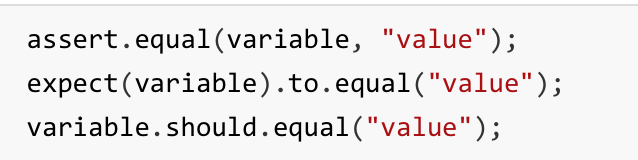 assert.equal(variable, "value");
expect(variable).to.equal("value");
variable.should.equal("value");